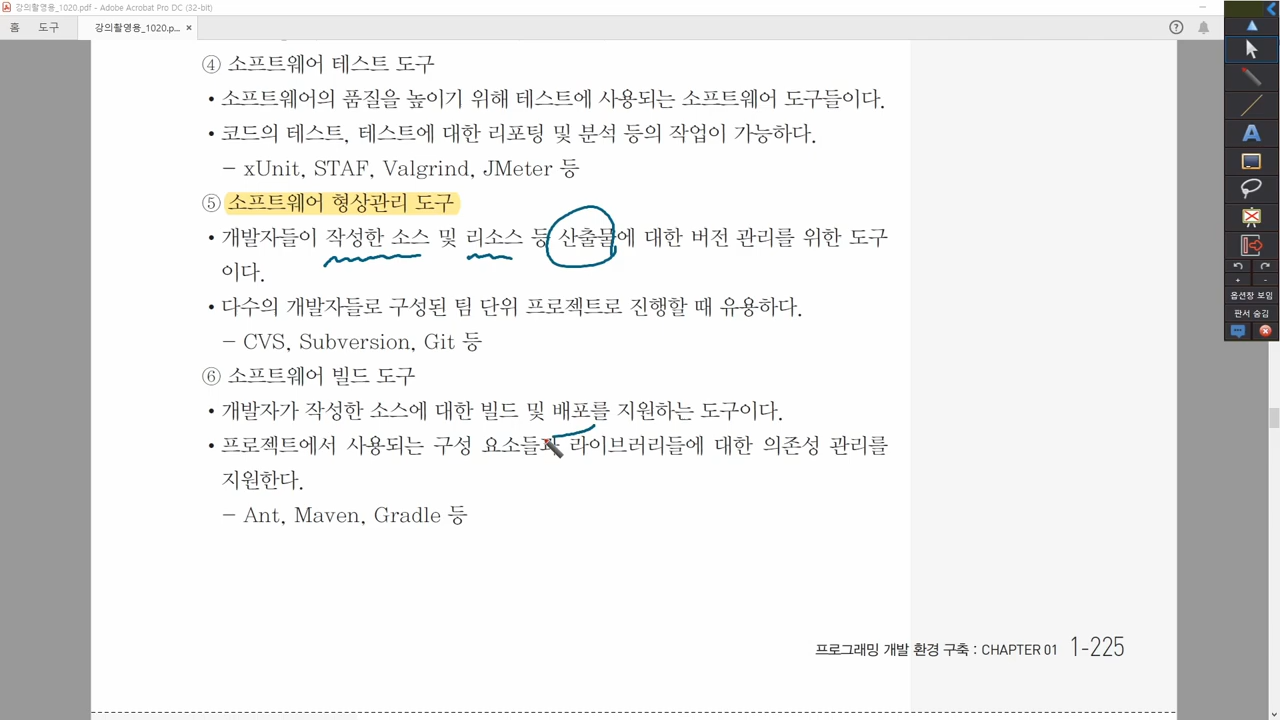 강의촬영용_1020.pdf - Adobe Acrobat Pro DC (32-bit)
홈 도구 강의촬영용_1020.p... ×
④ 소프트웨어 테스트 도구
• 소프트웨어의 품질을 높이기 위해 테스트에 사용되는 소프트웨어 도구들이다.
• 코드의 테스트, 테스트에 대한 리포팅 및 분석 등의 작업이 가능하다.
– xUnit, STAF, Valgrind, JMeter 등
⑤ 소프트웨어 형상관리 도구
• 개발자들이 작성한 소스 및 리소스 등 산출물에 대한 버전 관리를 위한 도구
이다.
• 다수의 개발자들로 구성된 팀 단위 프로젝트로 진행할 때 유용하다.
– CVS, Subversion, Git 등
⑥ 소프트웨어 빌드 도구
• 개발자가 작성한 소스에 대한 빌드 및 배포를 지원하는 도구이다.
• 프로젝트에서 사용되는 구성 요소들과 라이브러리들에 대한 의존성 관리를
지원한다.
– Ant, Maven, Gradle 등
프로그래밍 개발 환경 구축 : CHAPTER 01 1-225
A
옵션장 보임
판서 숨김